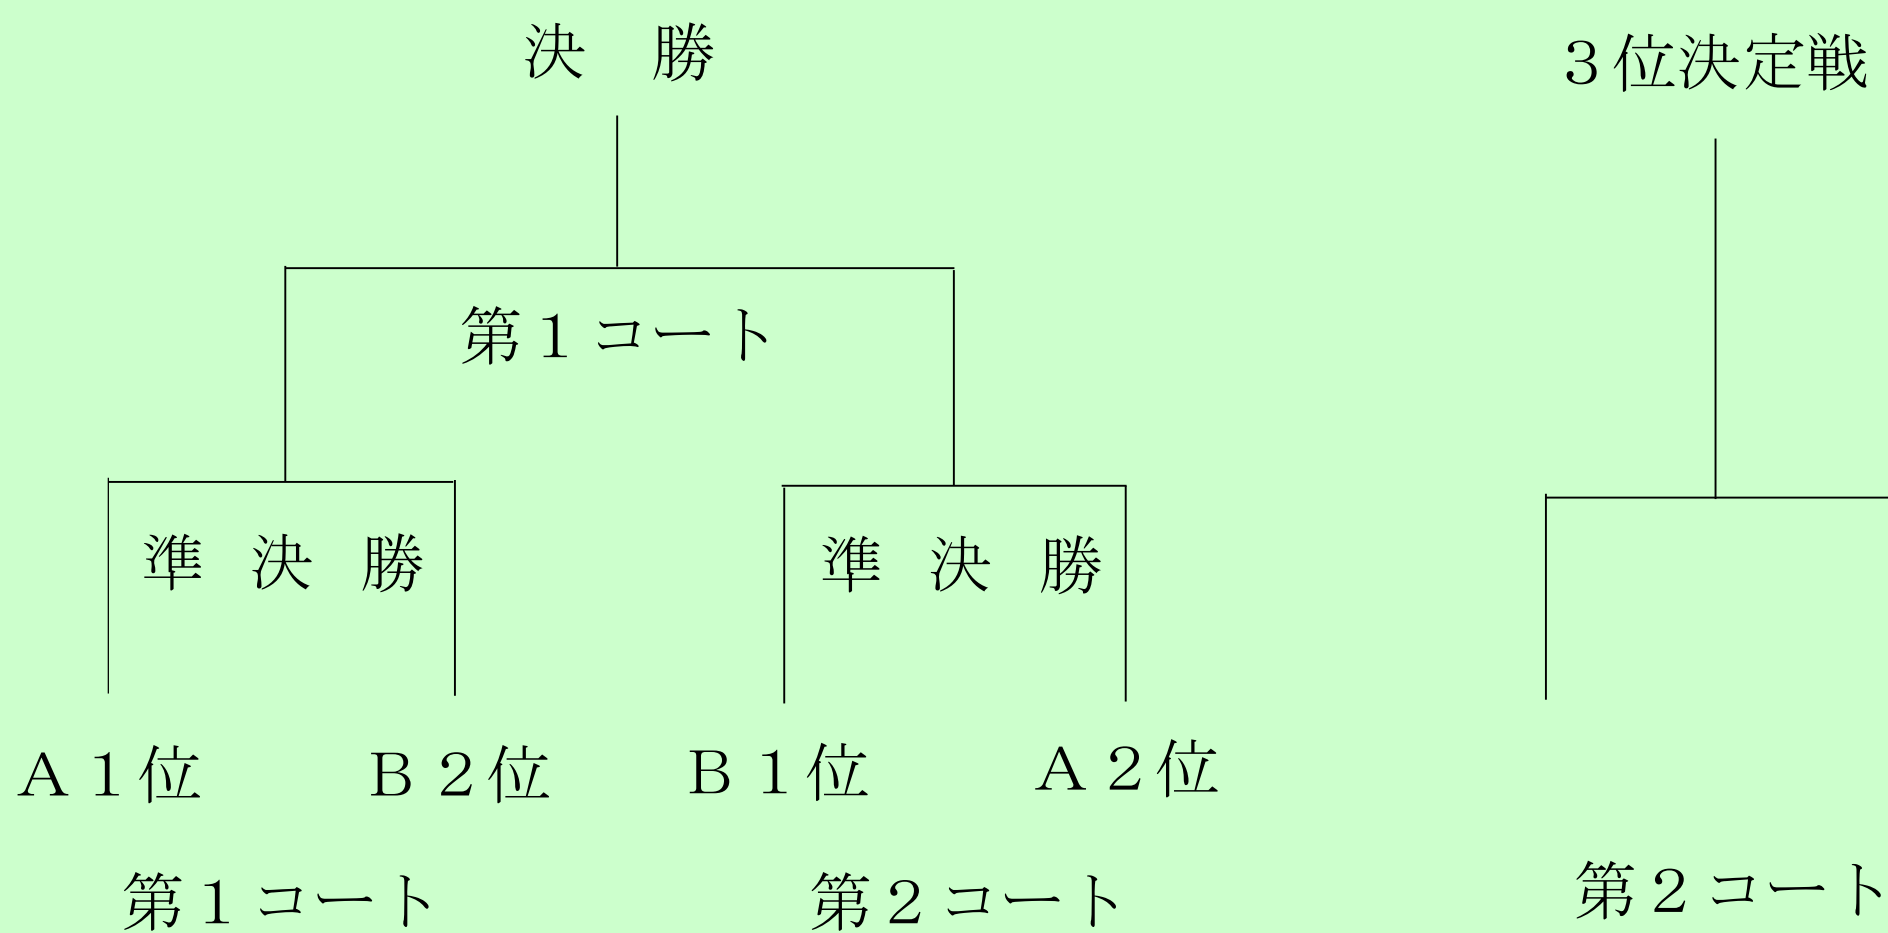 決　勝
３位決定戦
第１コート
準 決 勝
準 決 勝
Ａ１位
Ｂ２位
Ｂ１位
Ａ２位
第１コート
第２コート
第２コート